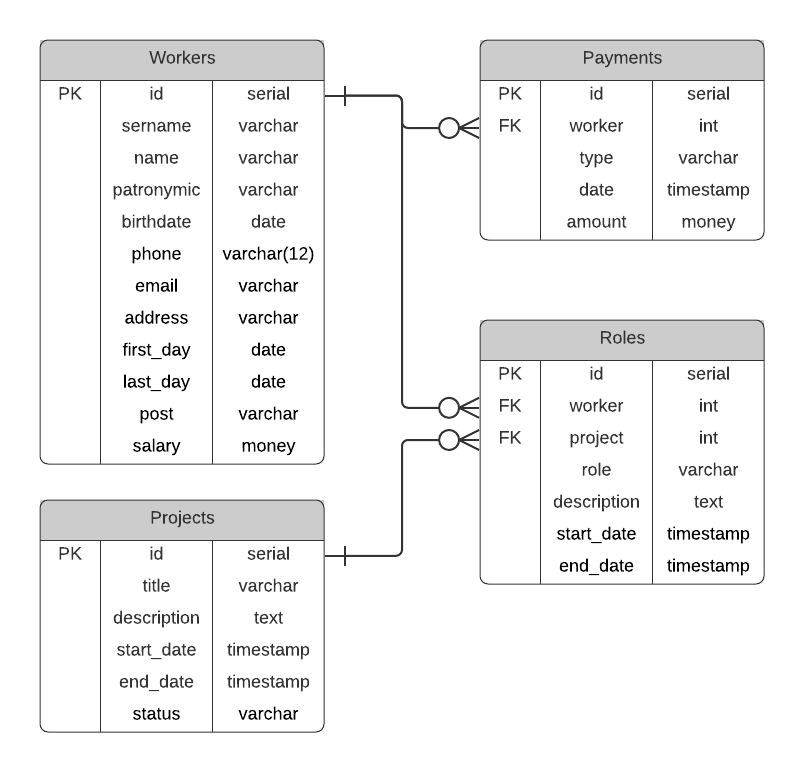 Workers
PK id serial
sername varchar
name varchar
patronymic varchar
birthdate date
phone varchar(12)
email varchar
address varchar
first_day date
last_day date
post varchar
salary money
Payments
PK id serial
FK worker int
type varchar
date timestamp
amount money
Projects
PK id serial
title varchar
description text
start_date timestamp
end_date timestamp
status varchar
Roles
PK id serial
FK worker int
FK project int
role varchar
description text
start_date timestamp
end_date timestamp